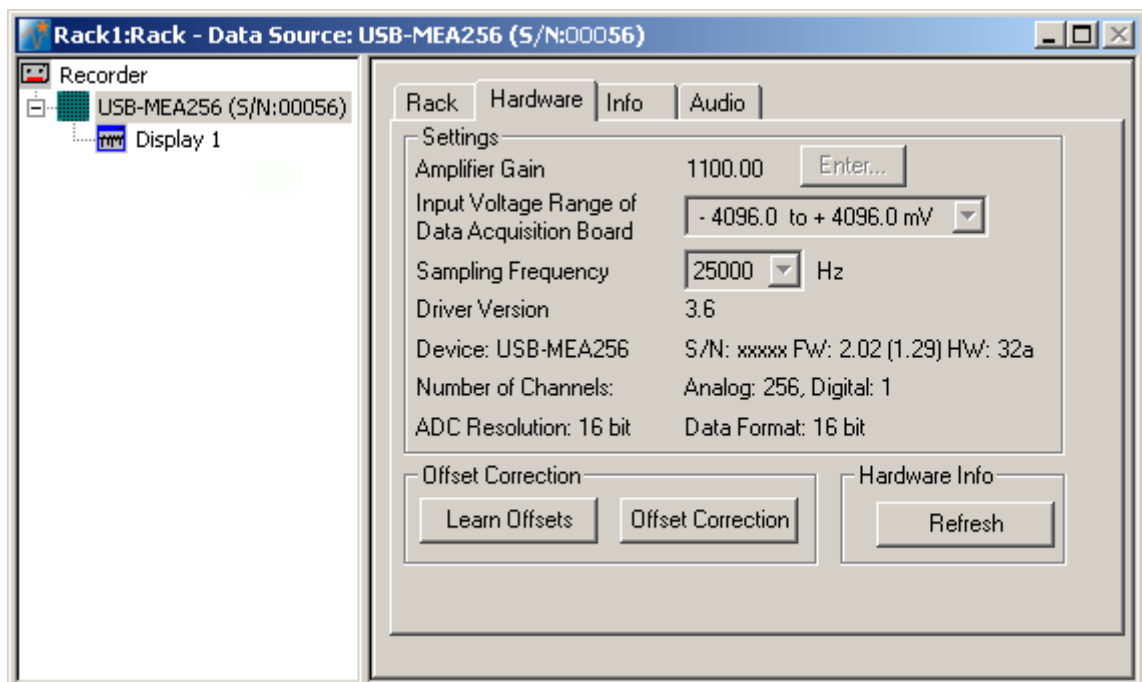 Rack1:Rack - Data Source: USB-MEA256 (S/N:00056)
Recorder
USB-MEA256 (S/N:00056)
Display 1
Rack Hardware Info Audio
Settings
Amplifier Gain 1100.00 Enter...
Input Voltage Range of
Data Acquisition Board
- 4096.0 to + 4096.0 mV
Sampling Frequency 25000 Hz
Driver Version 3.6
Device: USB-MEA256 S/N: xxxxx FW: 2.02 (1.29) HW: 32a
Number of Channels: Analog: 256, Digital: 1
ADC Resolution: 16 bit Data Format: 16 bit
Offset Correction Hardware Info
Learn Offsets Offset Correction Refresh